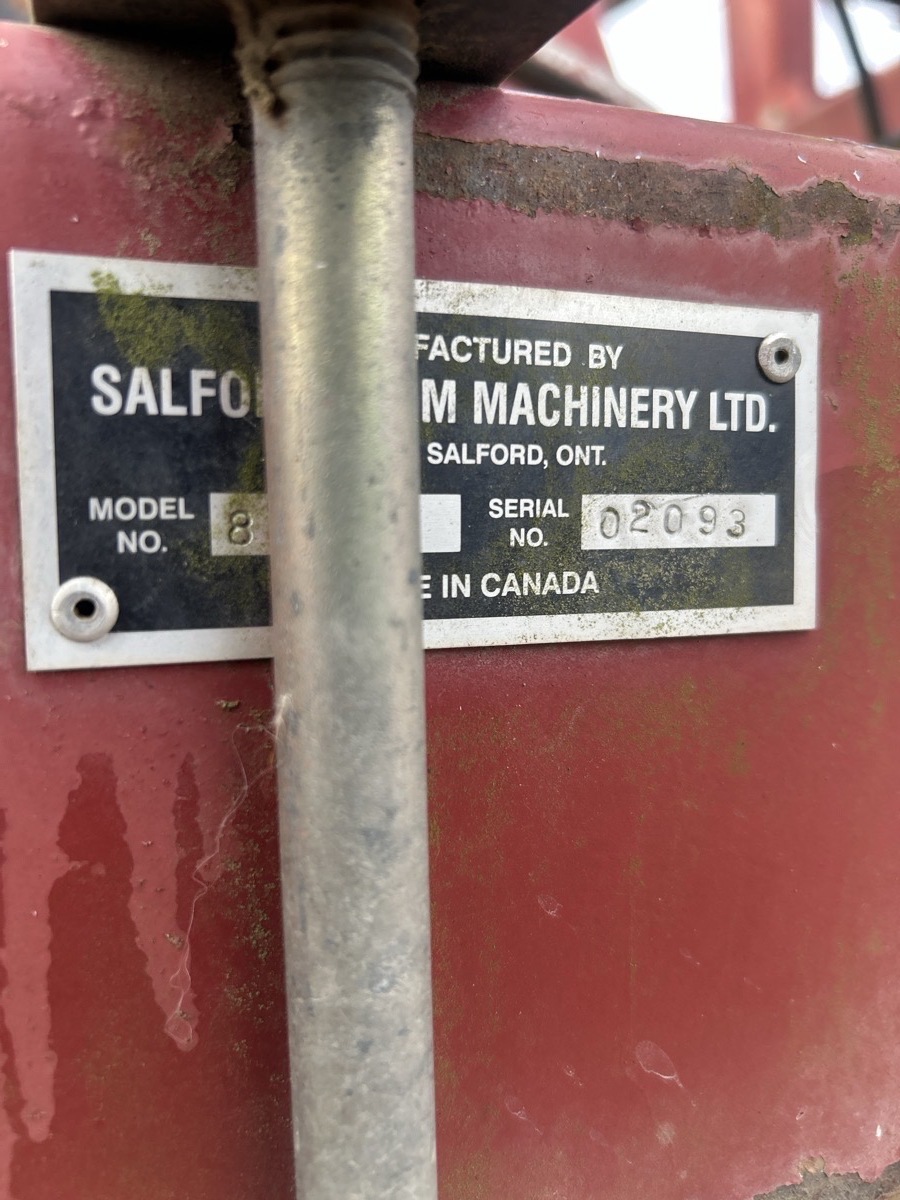 FACTURED BY
SALFO M MACHINERY LTD.
SALFORD, ONT.
MODEL NO. 8
SERIAL NO. 02093
E IN CANADA